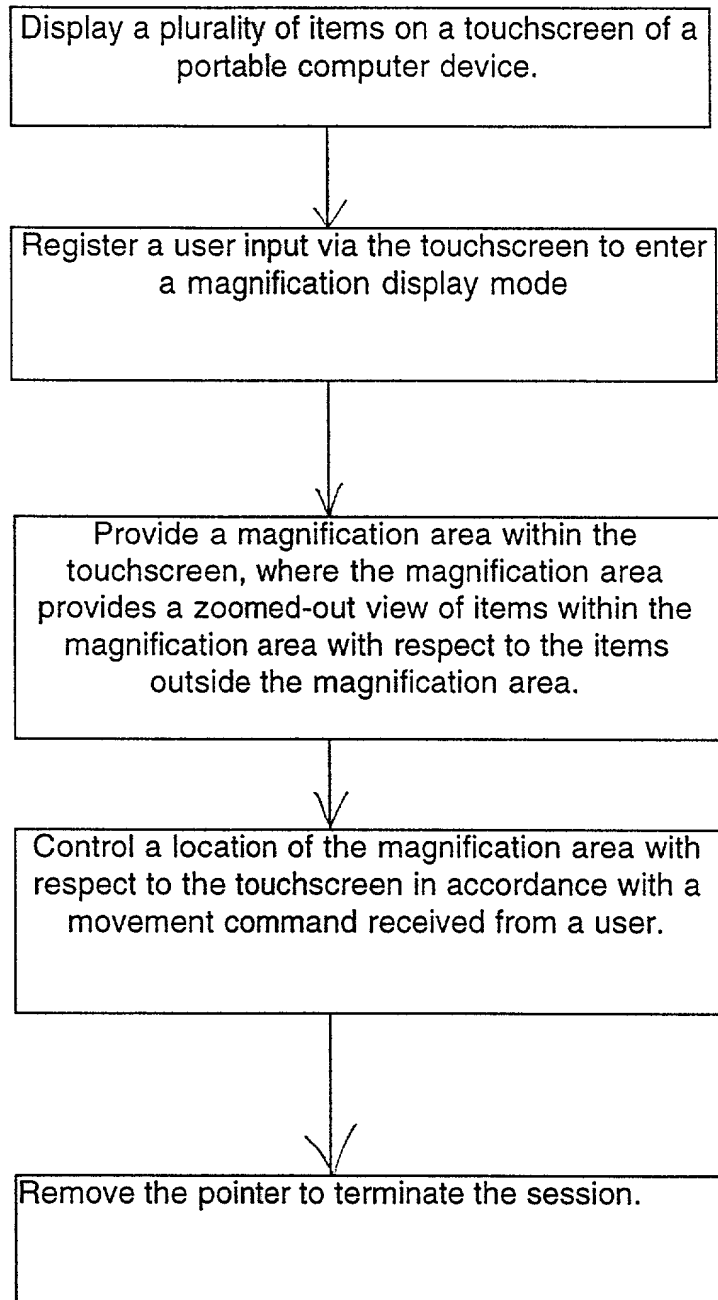 Display a plurality of items on a touchscreen of a
portable computer device.
Register a user input via the touchscreen to enter
a magnification display mode
Provide a magnification area within the
touchscreen, where the magnification area
provides a zoomed-out view of items within the
magnification area with respect to the items
outside the magnification area.
Control a location of the magnification area with
respect to the touchscreen in accordance with a
movement command received from a user.
Remove the pointer to terminate the session.